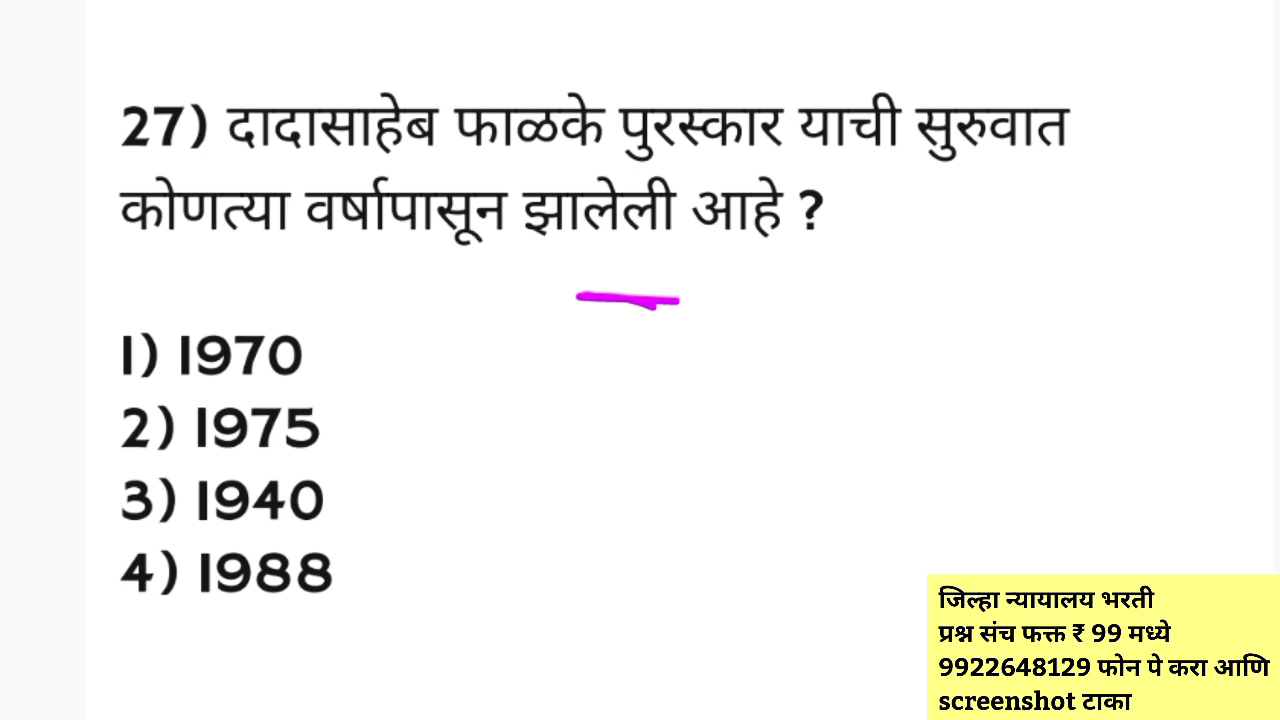 27) दादासाहेब फाळके पुरस्कार याची सुरुवात
कोणत्या वर्षापासून झालेली आहे ?
1) 1970
2) 1975
3) 1940
4) 1988
जिल्हा न्यायालय भरती
प्रश्न संच फक्त ₹ 99 मध्ये
9922648129 फोन पे करा आणि
screenshot टाका